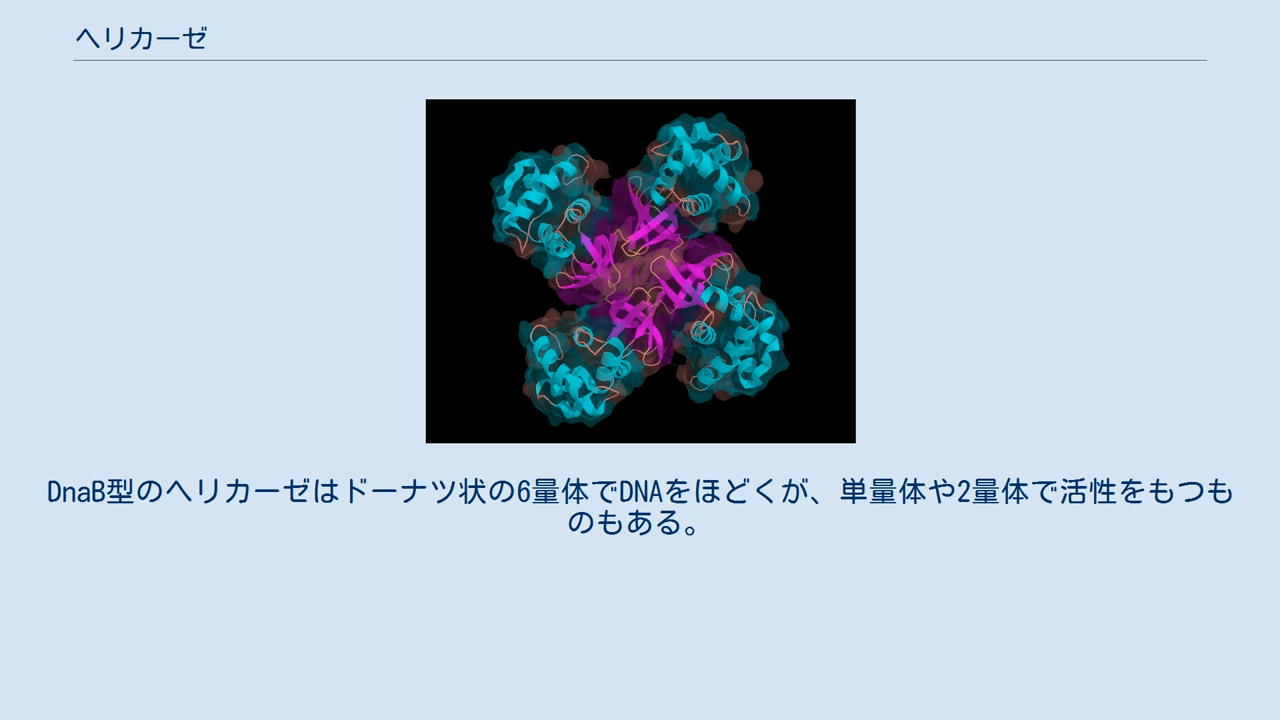 ヘリカーゼ
DnaB型のヘリカーゼはドーナツ状の6量体でDNAをほどくが、単量体や2量体で活性をもつも
のもある。